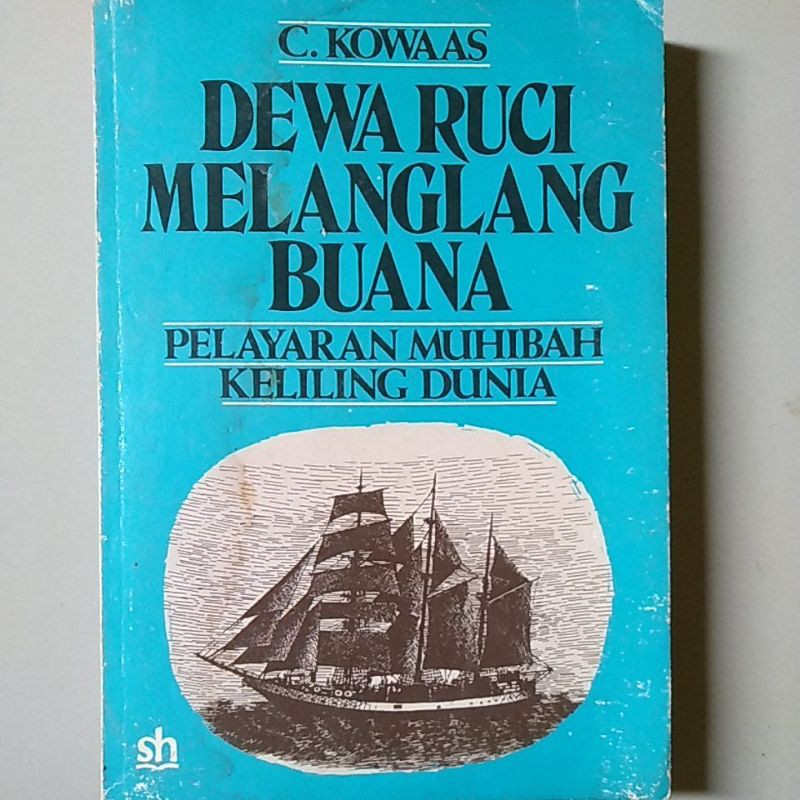 C. KOWAAS
DEWA RUCI
MELANGLANG
BUANA
PELAYARAN MUHIBAH
KELILING DUNIA
sh